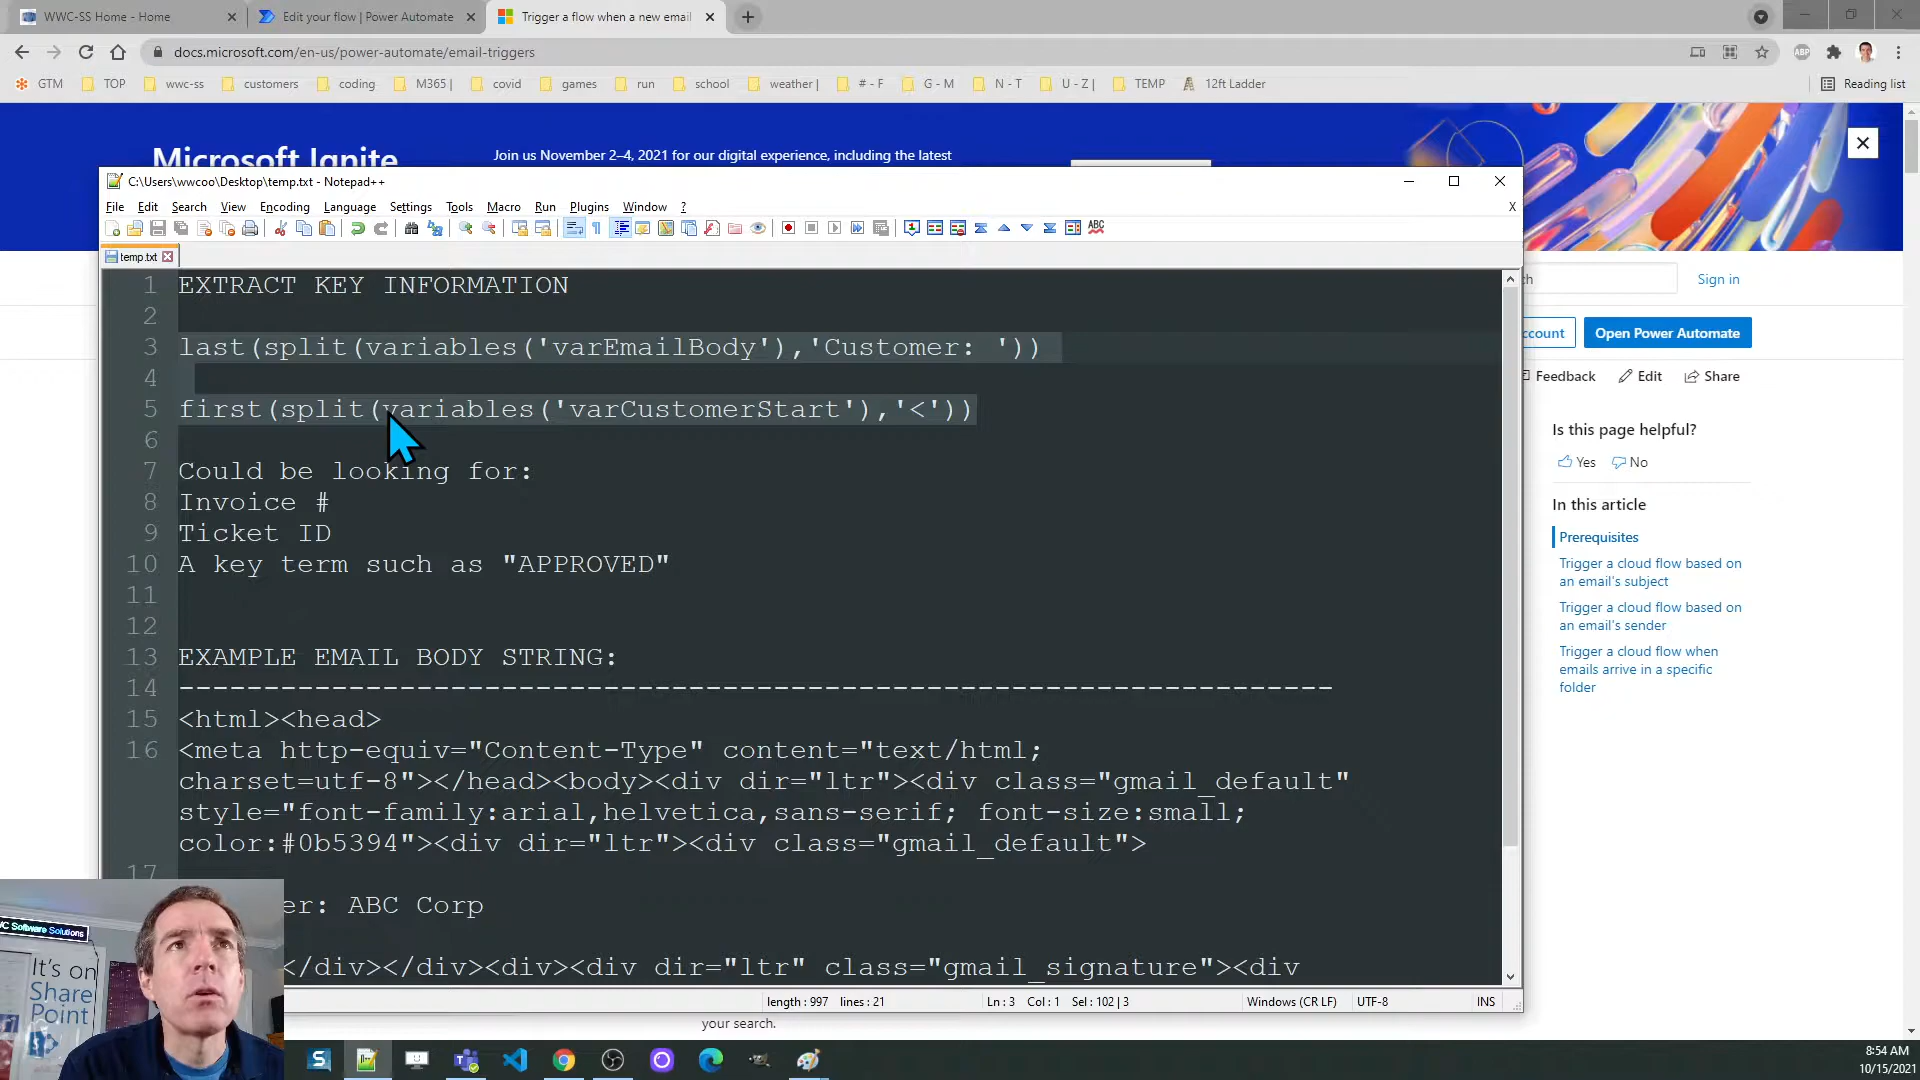 WWC-SS Home - Home
Edit your flow | Power Automate
Trigger a flow when a new email
docs.microsoft.com/en-us/power-automate/email-triggers
ABP
GTM
TOP
wwc-ss
customers
coding
M365 |
covid
games
run
school
weather |
# - F
G - M
N - T
U - Z |
TEMP
12ft Ladder
Reading list
Microsoft Ignite
Join us November 2–4, 2021 for our digital experience, including the latest
C:\Users\wwcoo\Desktop\temp.txt - Notepad++
File Edit Search View Encoding Language Settings Tools Macro Run Plugins Window ?
X
ABC
temp.txt
Sign in
Open Power Automate
Feedback
Edit
Share
Is this page helpful?
Yes
No
In this article
Prerequisites
Trigger a cloud flow based on
an email's subject
Trigger a cloud flow based on
an email's sender
Trigger a cloud flow when
emails arrive in a specific
folder
1 EXTRACT KEY INFORMATION
2
3 last(split(variables('varEmailBody'),'Customer: '))
4
5 first(split(variables('varCustomerStart'),'<'))
6
7 Could be looking for:
8 Invoice #
9 Ticket ID
10 A key term such as "APPROVED"
11
12
13 EXAMPLE EMAIL BODY STRING:
14 --------------------------------------------------------------------
15 <html><head>
16 <meta http-equiv="Content-Type" content="text/html;
charset=utf-8"></head><body><div dir="ltr"><div class="gmail_default"
style="font-family:arial,helvetica,sans-serif; font-size:small;
color:#0b5394"><div dir="ltr"><div class="gmail_default">
17
er: ABC Corp
</div></div><div><div dir="ltr" class="gmail_signature"><div
length : 997 lines : 21
Ln : 3 Col : 1 Sel : 102 | 3
Windows (CR LF)
UTF-8
INS
your search.
Software Solutions
It's on
Share
Point
8:54 AM
10/15/2021